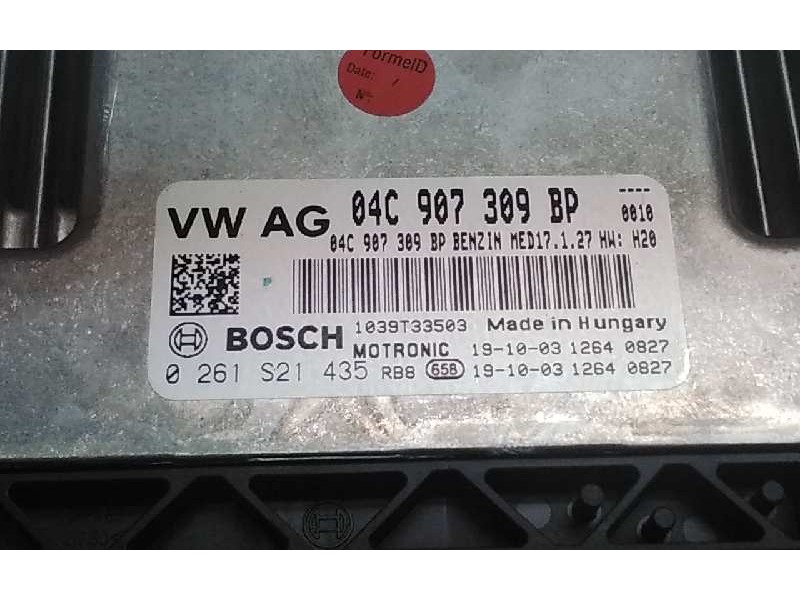 FormelD
Date: /
Nº:
VW AG 04C 907 309 BP ----
0010
04C 907 309 BP BENZIN MED17.1.27 HW: H20
BOSCH 1039T33503 Made in Hungary
MOTRONIC 19-10-03 1264 0827
0 261 S21 435 RB8 65B 19-10-03 1264 0827